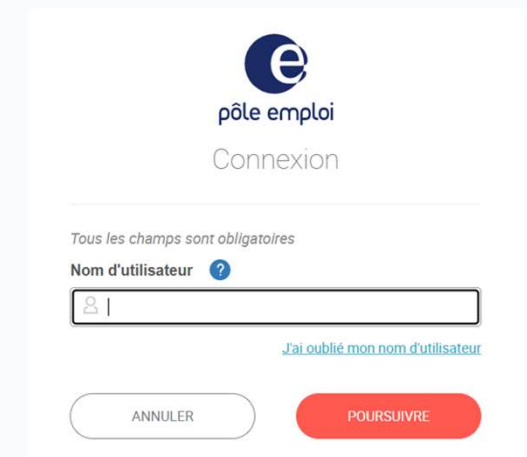 e
pôle emploi
Connexion
Tous les champs sont obligatoires
Nom d'utilisateur ?
J'ai oublié mon nom d'utilisateur
ANNULER POURSUIVRE